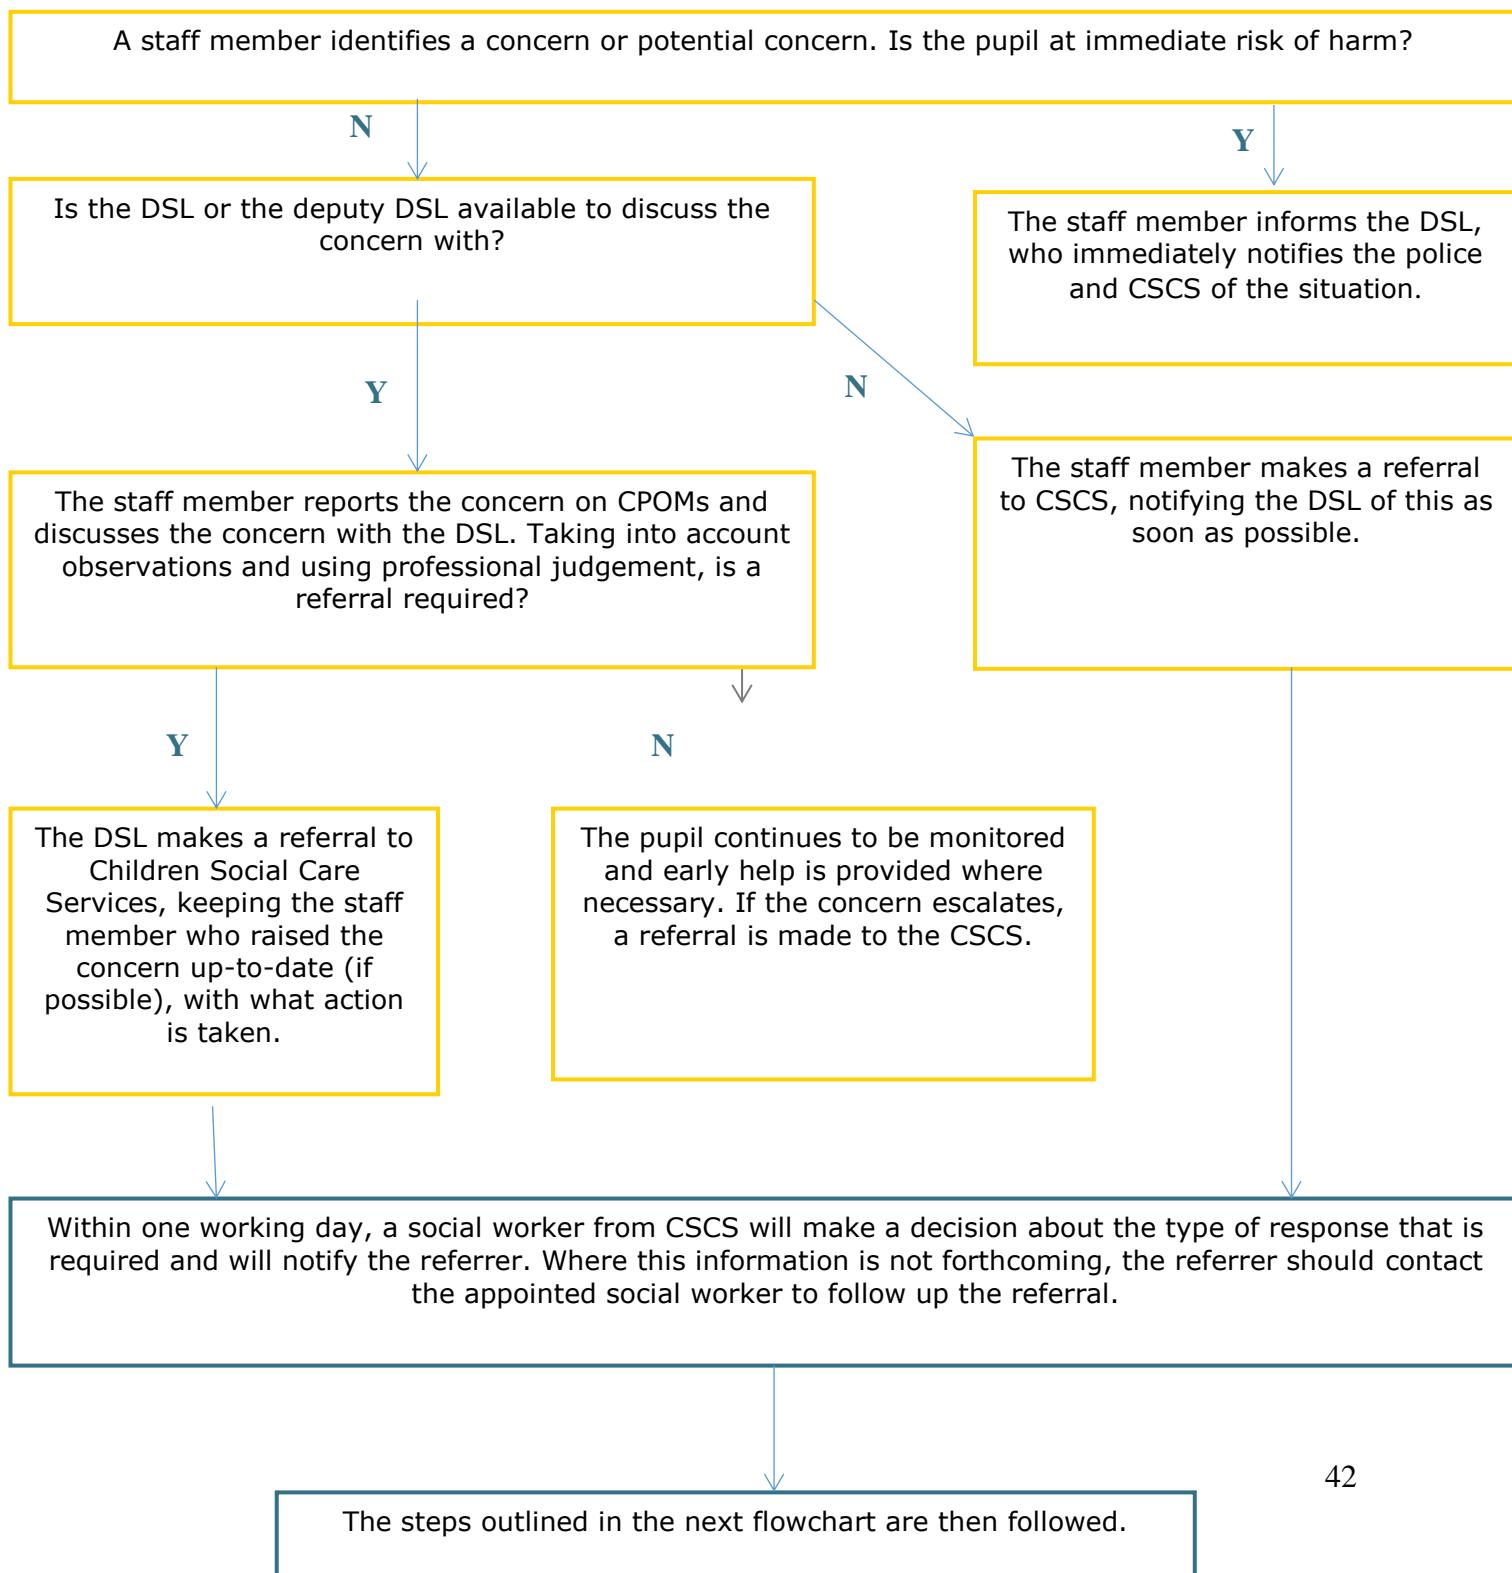 A staff member identifies a concern or potential concern. Is the pupil at immediate risk of harm?
N
Y
Is the DSL or the deputy DSL available to discuss the
concern with?
The staff member informs the DSL,
who immediately notifies the police
and CSCS of the situation.
Y
N
The staff member reports the concern on CPOMs and
discusses the concern with the DSL. Taking into account
observations and using professional judgement, is a
referral required?
The staff member makes a referral
to CSCS, notifying the DSL of this as
soon as possible.
Y
N
The DSL makes a referral to
Children Social Care
Services, keeping the staff
member who raised the
concern up-to-date (if
possible), with what action
is taken.
The pupil continues to be monitored
and early help is provided where
necessary. If the concern escalates,
a referral is made to the CSCS.
Within one working day, a social worker from CSCS will make a decision about the type of response that is
required and will notify the referrer. Where this information is not forthcoming, the referrer should contact
the appointed social worker to follow up the referral.
42
The steps outlined in the next flowchart are then followed.